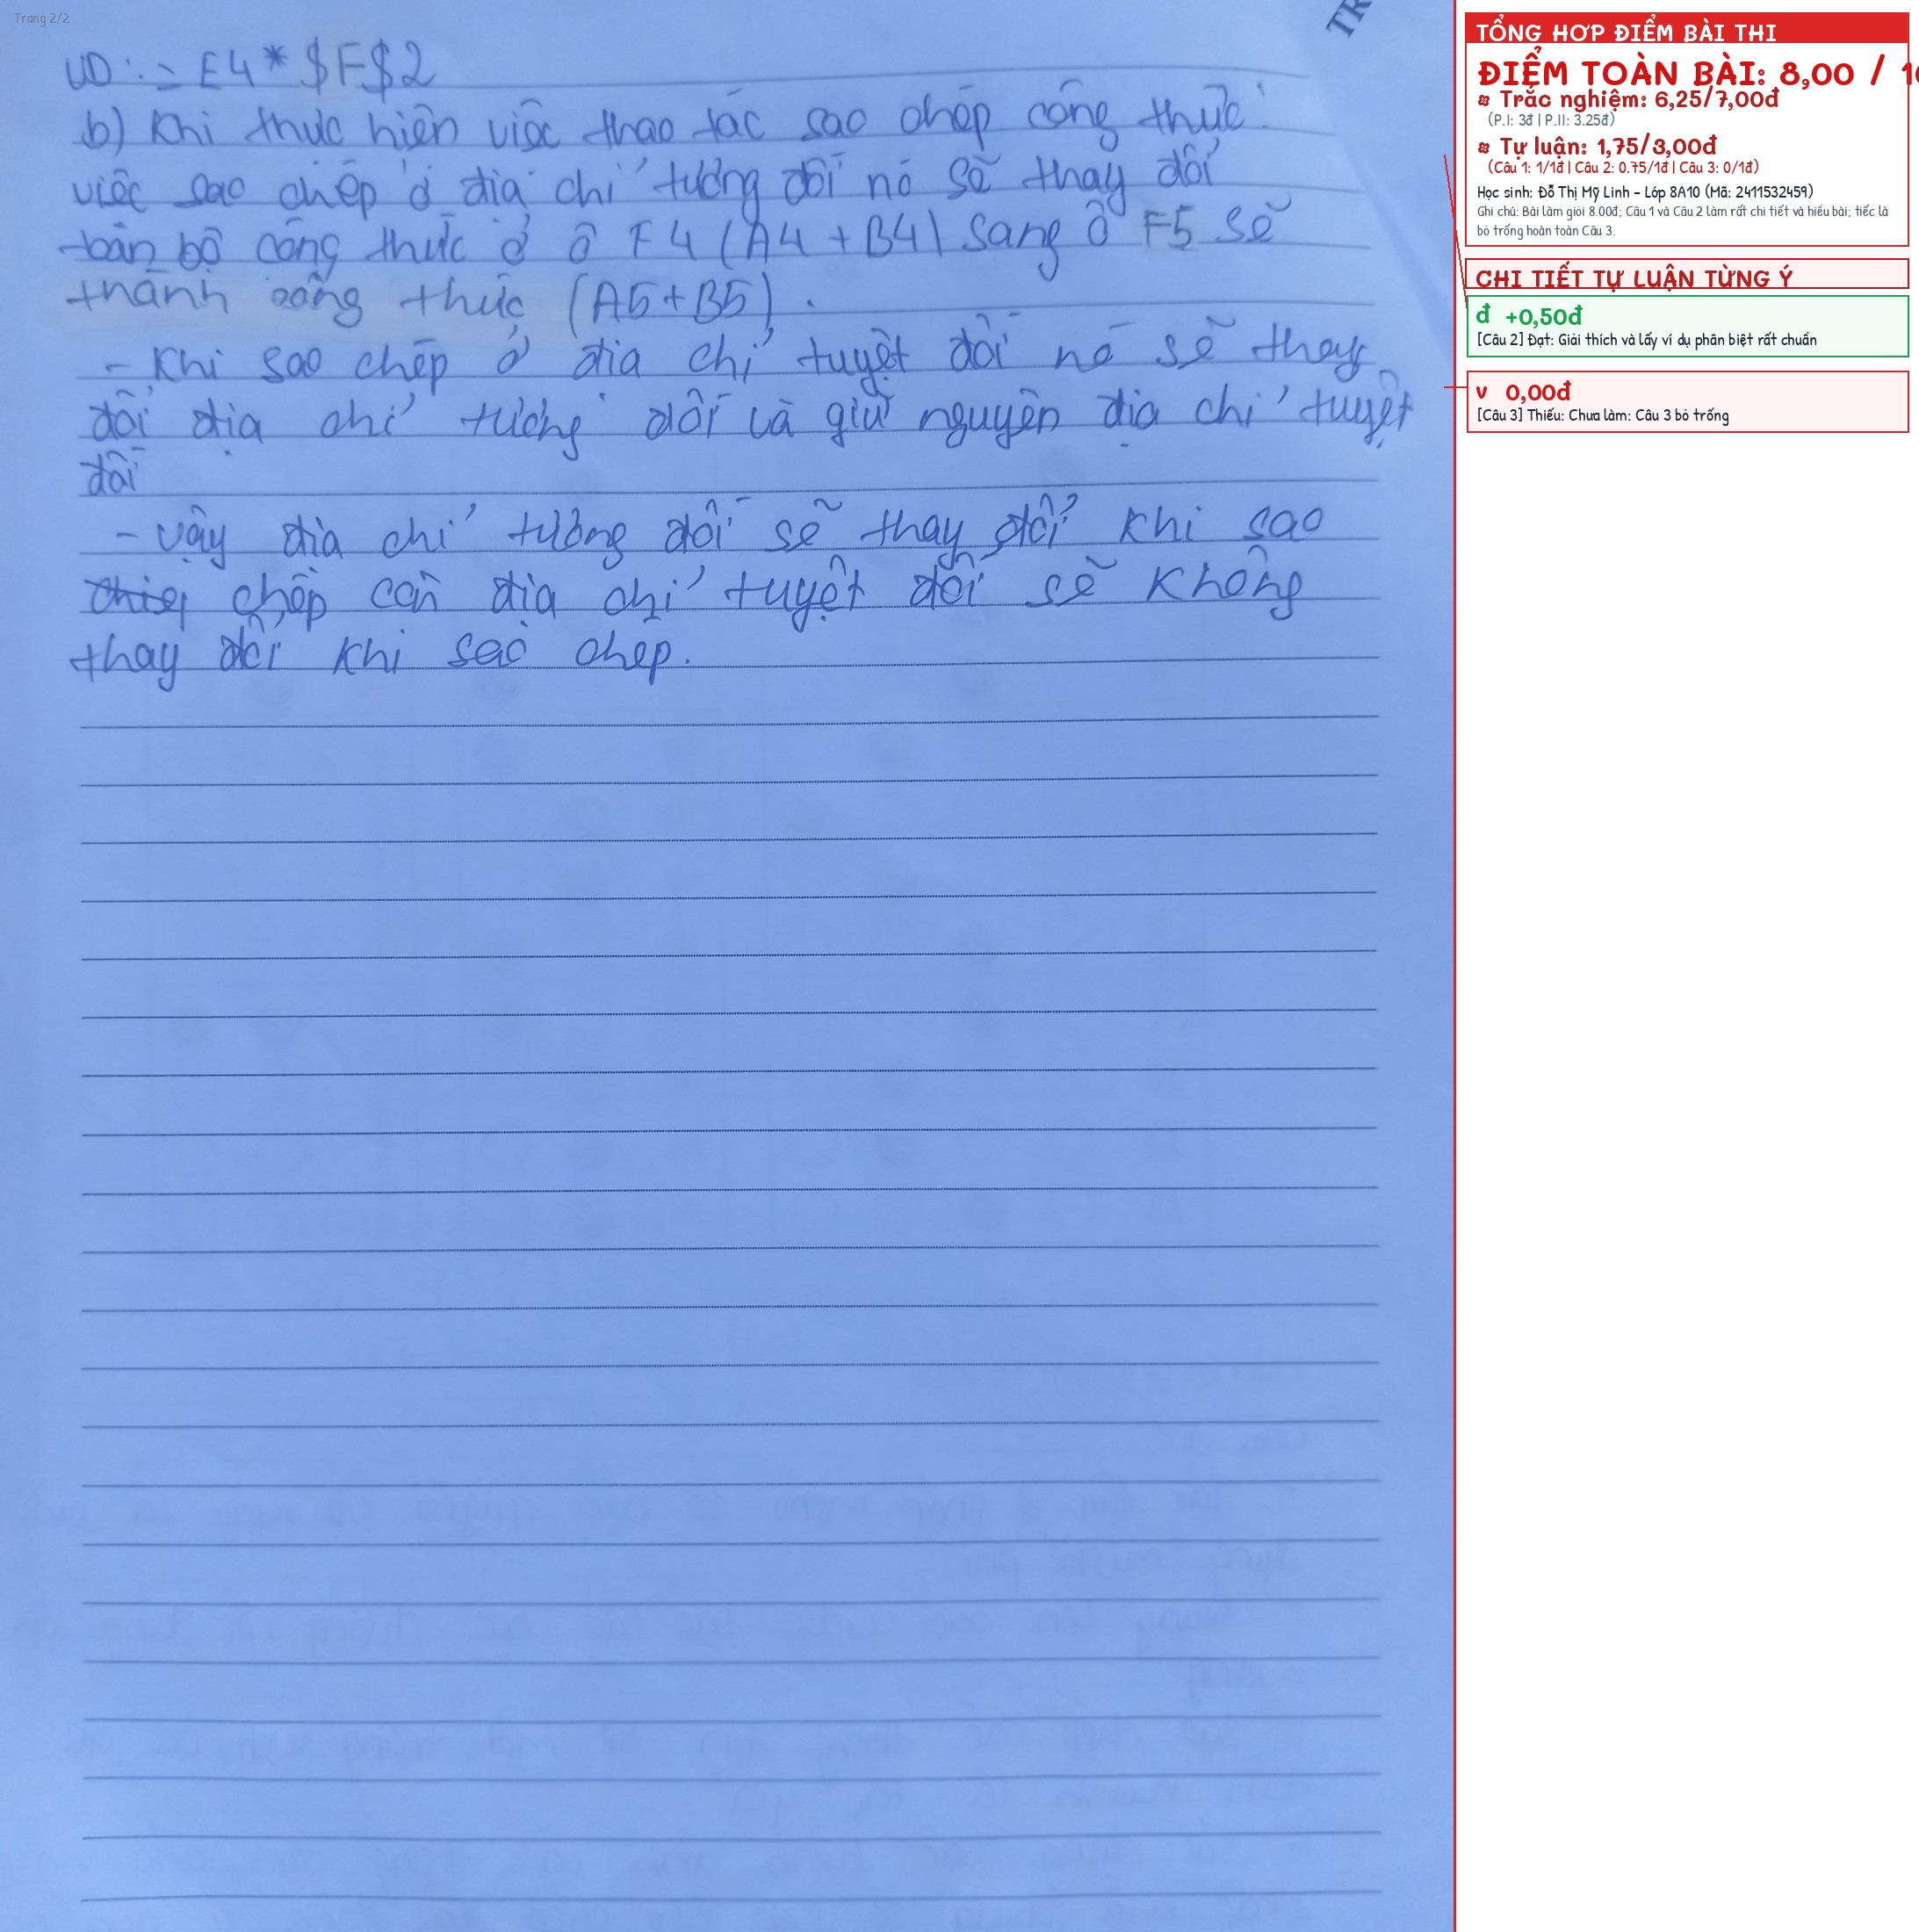 Trang 2/2
TR
VD: = E4 * $F$2
b) Khi thực hiện việc thao tác sao chép công thức:
việc sao chép ở địa chỉ tương đối nó sẽ thay đổi
toàn bộ công thức ở ô F4 (A4 + B4) sang ô F5 sẽ
thành công thức (A5+B5).
- Khi sao chép ở địa chỉ tuyệt đối nó sẽ thay
đổi địa chỉ tương đối và giữ nguyên địa chỉ tuyệt
đối
- Vậy địa chỉ tương đối sẽ thay đổi khi sao
chép còn địa chỉ tuyệt đối sẽ không
thay đổi khi sao chép.
TỔNG HỢP ĐIỂM BÀI THI
ĐIỂM TOÀN BÀI: 8,00 / 1
Trắc nghiệm: 6,25/7,00đ
(P.I: 3đ | P.II: 3.25đ)
Tự luận: 1,75/3,00đ
(Câu 1: 1/1đ | Câu 2: 0.75/1đ | Câu 3: 0/1đ)
Học sinh: Đỗ Thị Mỹ Linh - Lớp 8A10 (Mã: 2411532459)
Ghi chú: Bài làm giỏi 8.00đ; Câu 1 và Câu 2 làm rất chi tiết và hiểu bài; tiếc là
bỏ trống hoàn toàn Câu 3.
CHI TIẾT TỰ LUẬN TỪNG Ý
đ +0,50đ
[Câu 2] Đạt: Giải thích và lấy ví dụ phân biệt rất chuẩn
v 0,00đ
[Câu 3] Thiếu: Chưa làm: Câu 3 bỏ trống